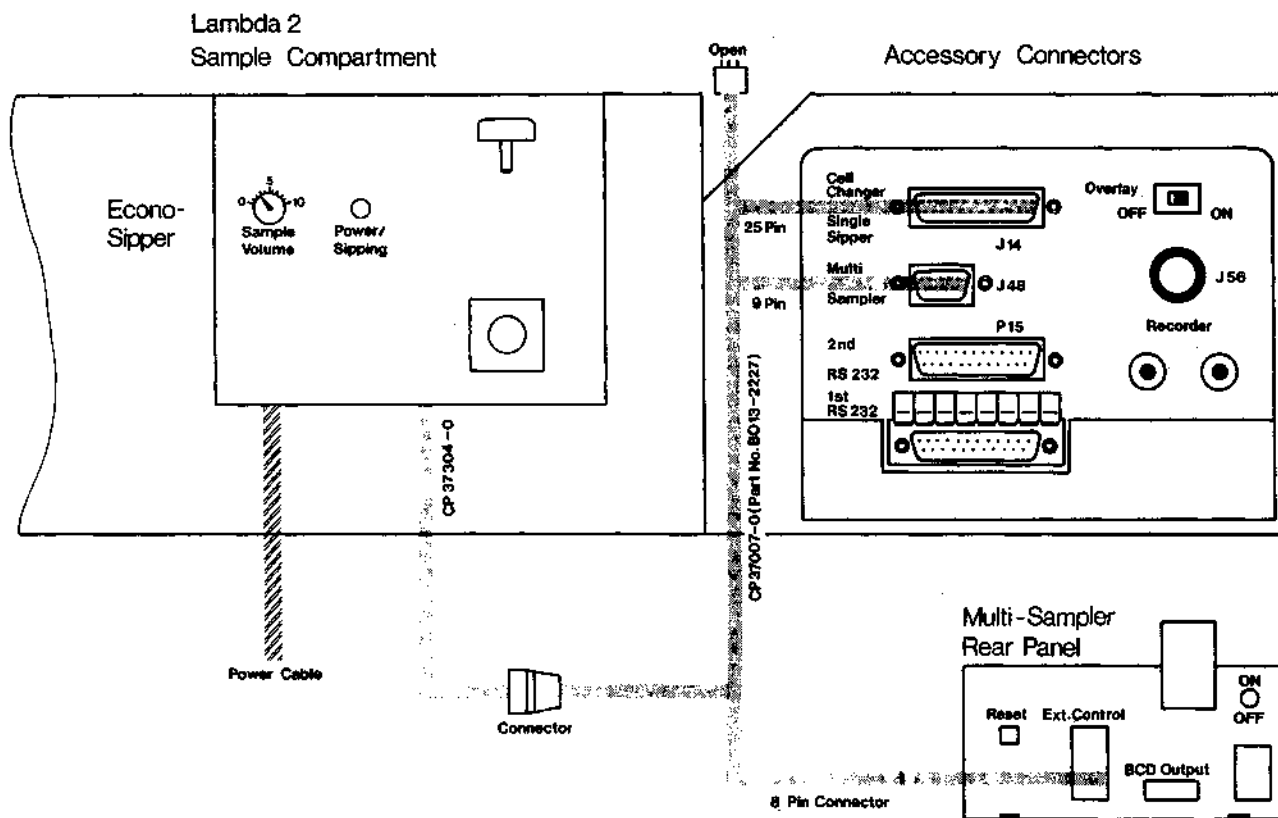 Lambda 2
Sample Compartment
Open
Accessory Connectors
Econo-
Sipper
0
5
10
Sample
Volume
Power/
Sipping
25 Pin
9 Pin
Cell
Changer
Single
Sipper
J14
Multi
Sampler
J48
P15
2nd
RS 232
1st
RS 232
Overlay
OFF
ON
J56
Recorder
CP 37304-0
CP37007-0(Part No.B013-2227)
Power Cable
Connector
8 Pin Connector
Multi-Sampler
Rear Panel
Reset
Ext.Control
BCD Output
ON
OFF